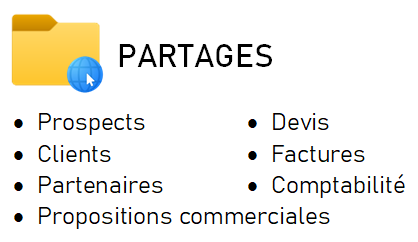 PARTAGES
• Prospects
• Clients
• Partenaires
• Propositions commerciales
• Devis
• Factures
• Comptabilité